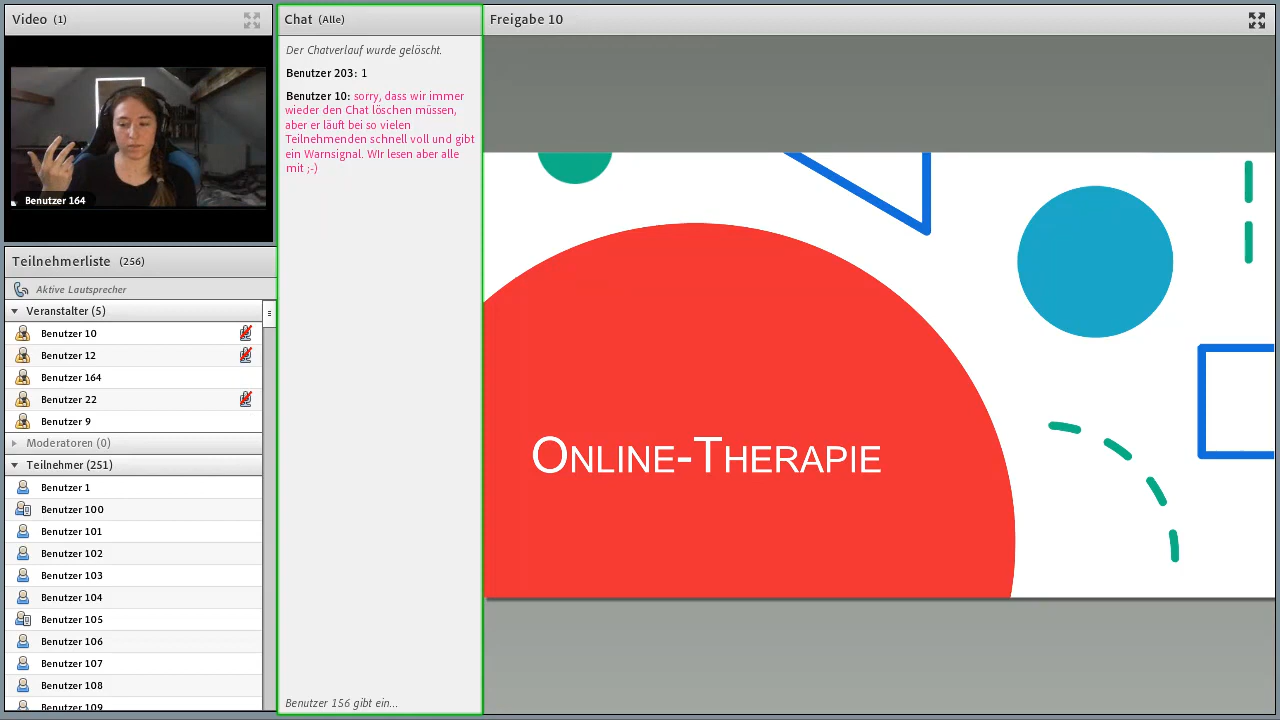 Video (1)
Benutzer 164
Teilnehmerliste (256)
Aktive Lautsprecher
Veranstalter (5)
Benutzer 10
Benutzer 12
Benutzer 164
Benutzer 22
Benutzer 9
Moderatoren (0)
Teilnehmer (251)
Benutzer 1
Benutzer 100
Benutzer 101
Benutzer 102
Benutzer 103
Benutzer 104
Benutzer 105
Benutzer 106
Benutzer 107
Benutzer 108
Benutzer 109
Chat (Alle)
Der Chatverlauf wurde gelöscht.
Benutzer 203: 1
Benutzer 10: sorry, dass wir immer
wieder den Chat löschen müssen,
aber er läuft bei so vielen
Teilnehmenden schnell voll und gibt
ein Warnsignal. WIr lesen aber alle
mit ;-)
Benutzer 156 gibt ein...
Freigabe 10
ONLINE-THERAPIE